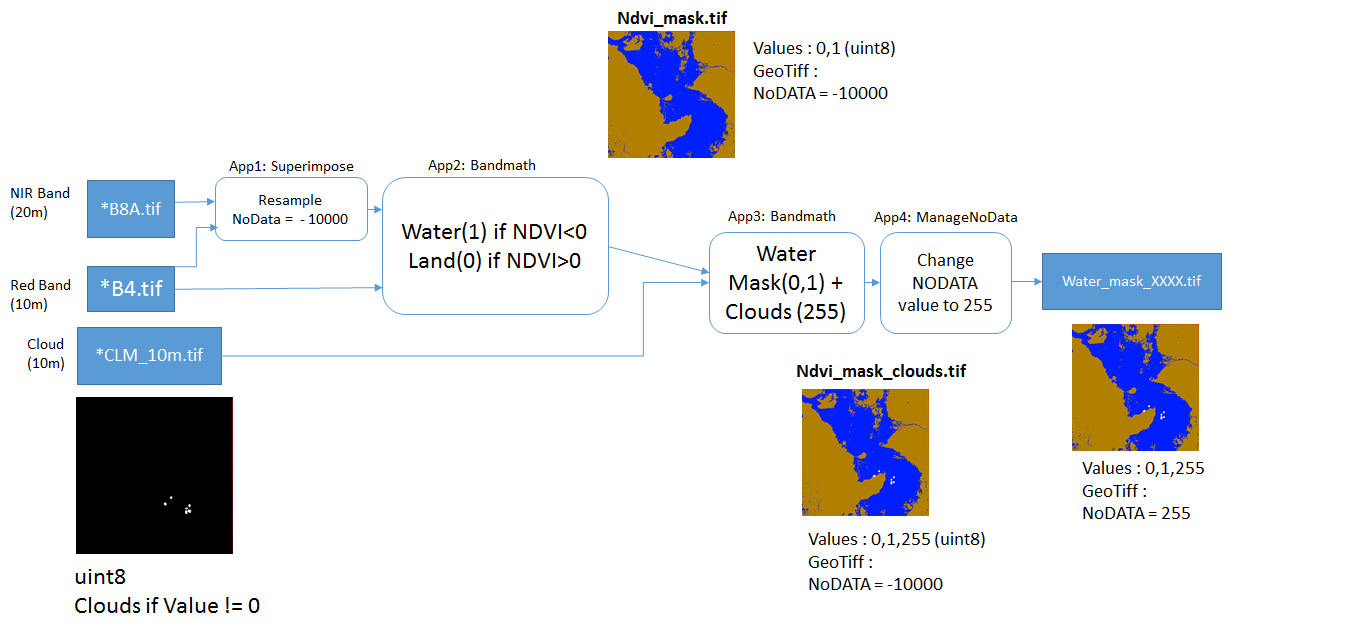 Ndvi_mask.tif
Values : 0,1 (uint8)
GeoTiff :
NoDATA = -10000
App1: Superimpose
App2: Bandmath
NIR Band
(20m)
*B8A.tif
Resample
NoData = - 10000
Water(1) if NDVI<0
Land(0) if NDVI>0
App3: Bandmath
App4: ManageNoData
Red Band
(10m)
*B4.tif
Water
Mask(0,1) +
Clouds (255)
Change
NODATA
value to 255
Water_mask_XXXX.tif
Cloud
(10m)
*CLM_10m.tif
Ndvi_mask_clouds.tif
Values : 0,1,255
GeoTiff :
NoDATA = 255
Values : 0,1,255 (uint8)
GeoTiff :
NoDATA = -10000
uint8
Clouds if Value != 0